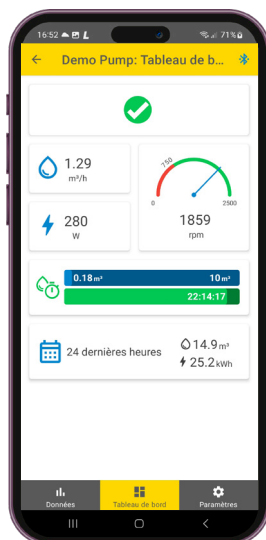 16:52
71%
Demo Pump: Tableau de b...
1.29
m³/h
280
W
750
0
2500
1859
rpm
0.18 m³
10 m³
22:14:17
24 dernières heures
14.9 m³
25.2 kWh
Données
Tableau de bord
Paramètres